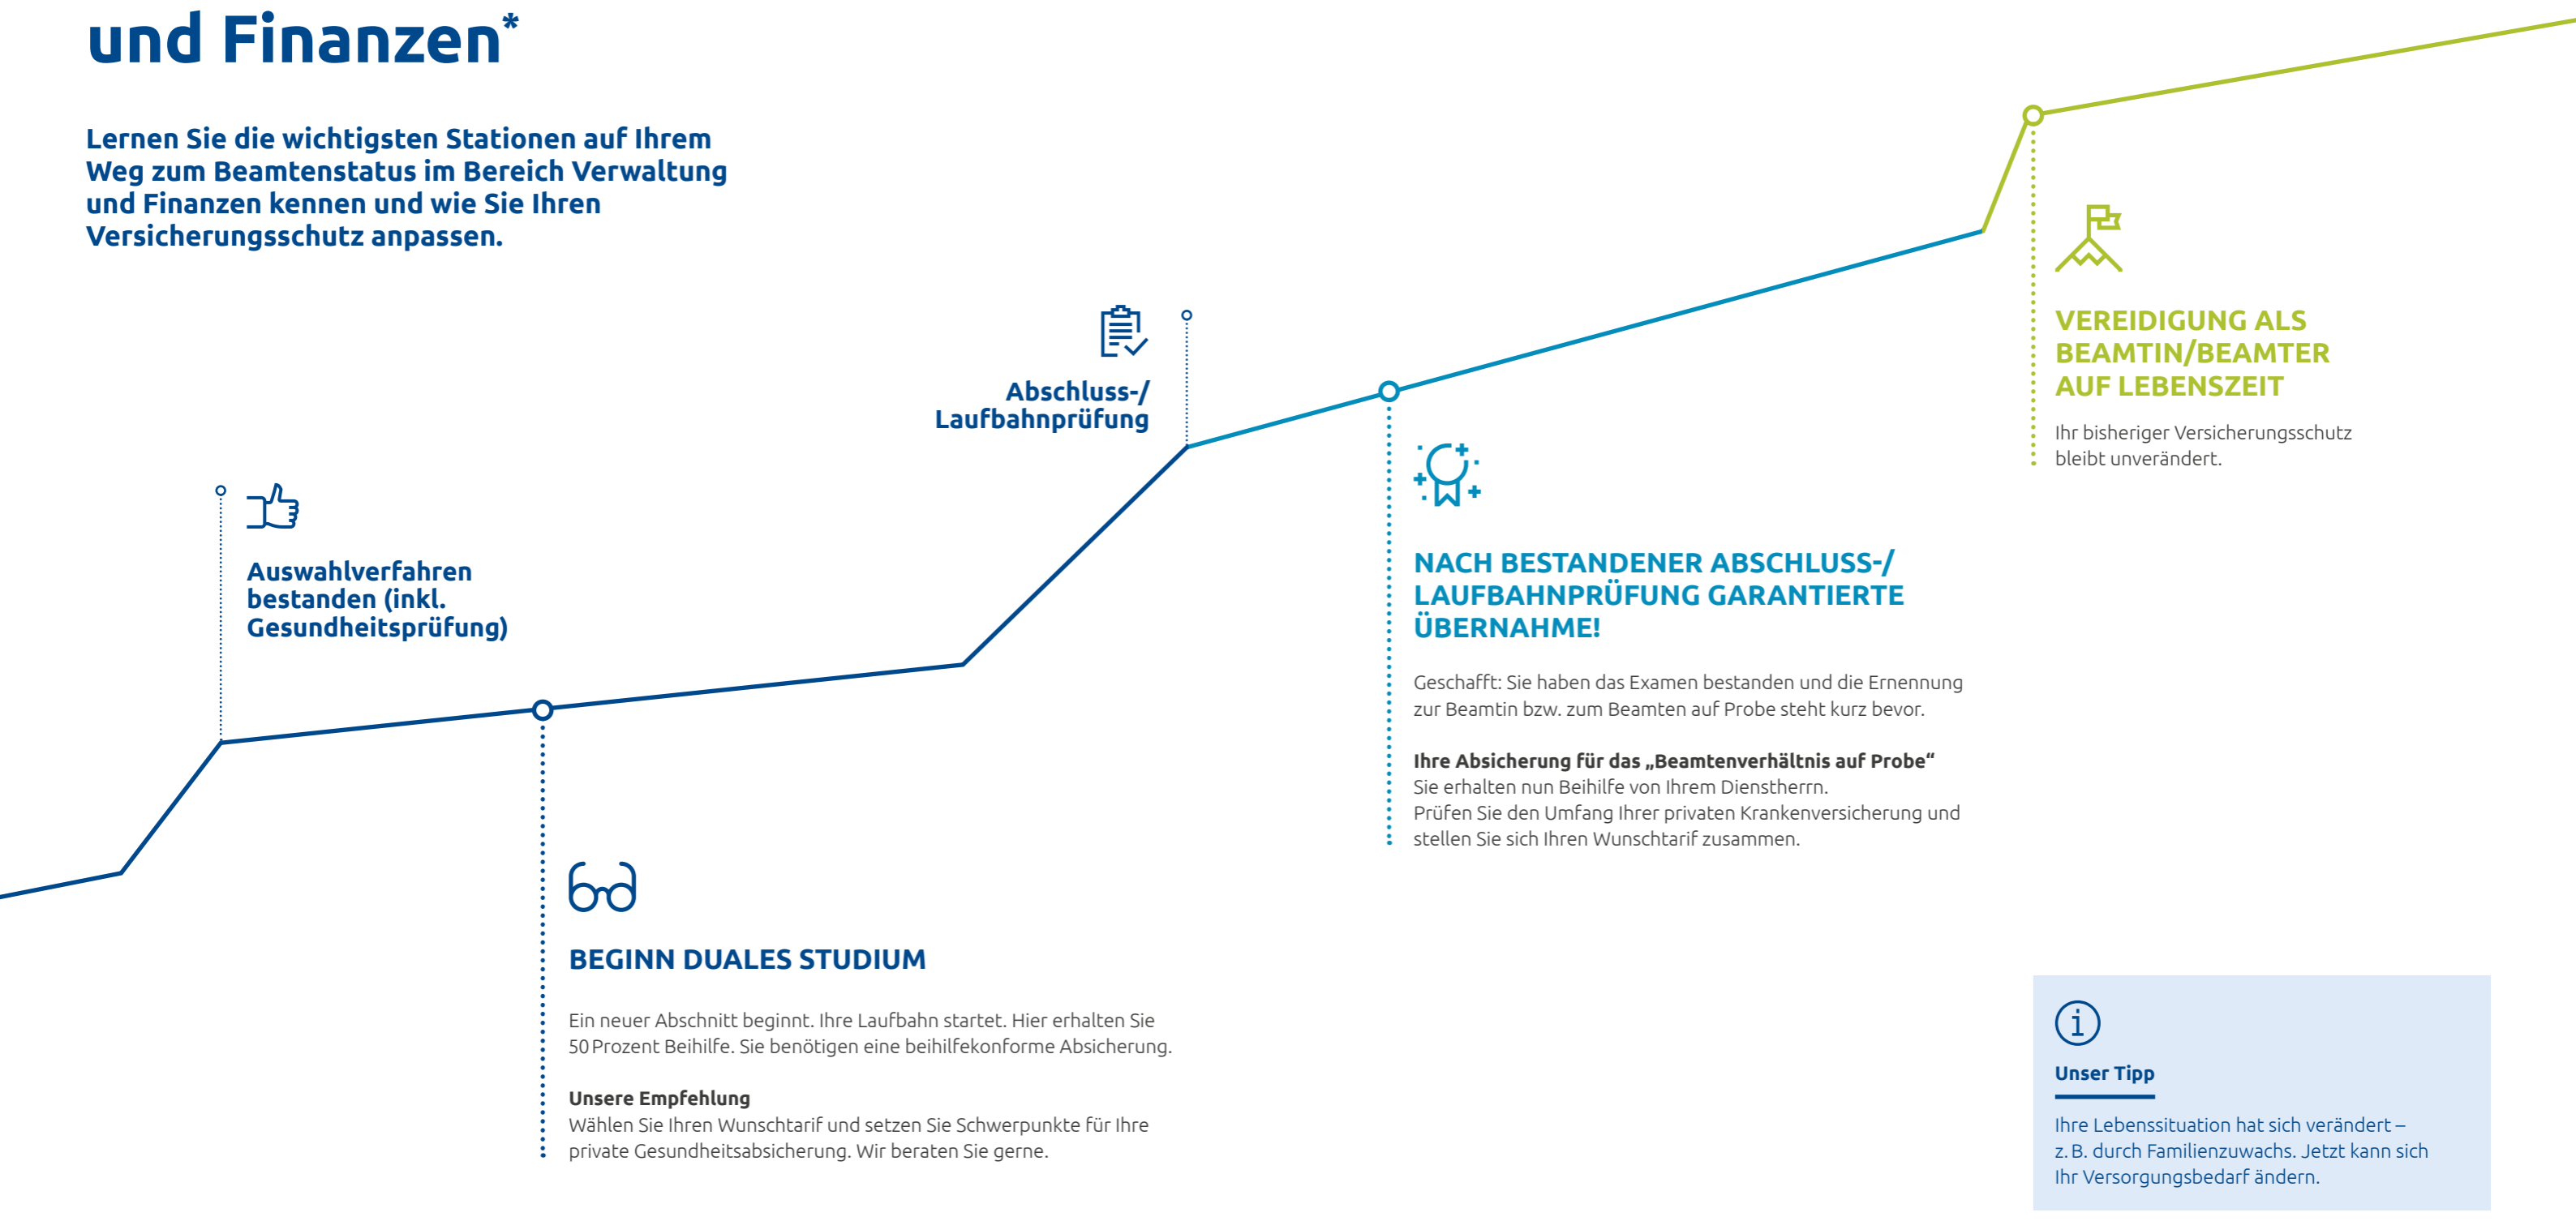 und Finanzen*
Lernen Sie die wichtigsten Stationen auf Ihrem
Weg zum Beamtenstatus im Bereich Verwaltung
und Finanzen kennen und wie Sie Ihren
Versicherungsschutz anpassen.
Auswahlverfahren
bestanden (inkl.
Gesundheitsprüfung)
BEGINN DUALES STUDIUM
Ein neuer Abschnitt beginnt. Ihre Laufbahn startet. Hier erhalten Sie
50 Prozent Beihilfe. Sie benötigen eine beihilfekonforme Absicherung.
Unsere Empfehlung
Wählen Sie Ihren Wunschtarif und setzen Sie Schwerpunkte für Ihre
private Gesundheitsabsicherung. Wir beraten Sie gerne.
Abschluss-/
Laufbahnprüfung
NACH BESTANDENER ABSCHLUSS-/
LAUFBAHNPRÜFUNG GARANTIERTE
ÜBERNAHME!
Geschafft: Sie haben das Examen bestanden und die Ernennung
zur Beamtin bzw. zum Beamten auf Probe steht kurz bevor.
Ihre Absicherung für das „Beamtenverhältnis auf Probe“
Sie erhalten nun Beihilfe von Ihrem Dienstherrn.
Prüfen Sie den Umfang Ihrer privaten Krankenversicherung und
stellen Sie sich Ihren Wunschtarif zusammen.
VEREIDIGUNG ALS
BEAMTIN/BEAMTER
AUF LEBENSZEIT
Ihr bisheriger Versicherungsschutz
bleibt unverändert.
Unser Tipp
Ihre Lebenssituation hat sich verändert –
z. B. durch Familienzuwachs. Jetzt kann sich
Ihr Versorgungsbedarf ändern.